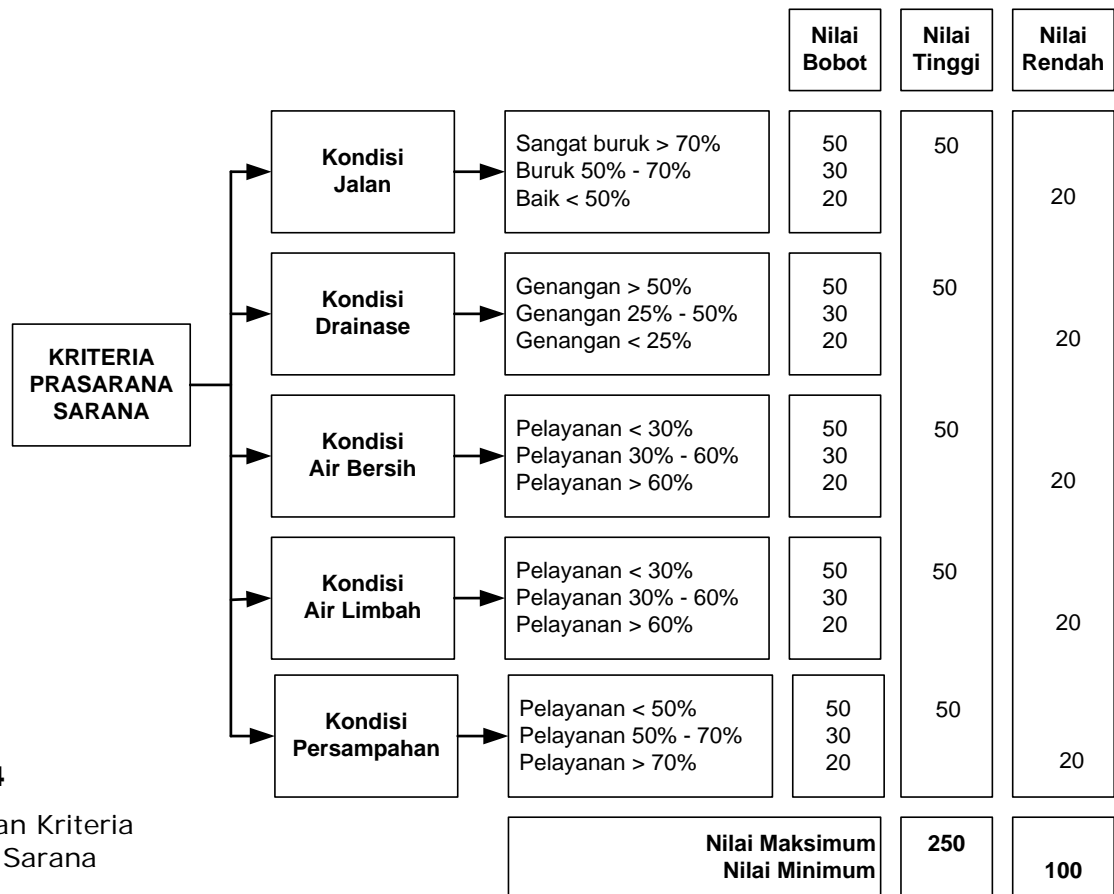 Nilai
Bobot
Nilai
Tinggi
Nilai
Rendah
KRITERIA
PRASARANA
SARANA
Kondisi
Jalan
Sangat buruk > 70%
Buruk 50% - 70%
Baik < 50%
50
30
20
50
20
Kondisi
Drainase
Genangan > 50%
Genangan 25% - 50%
Genangan < 25%
50
30
20
50
20
Kondisi
Air Bersih
Pelayanan < 30%
Pelayanan 30% - 60%
Pelayanan > 60%
50
30
20
50
20
Kondisi
Air Limbah
Pelayanan < 30%
Pelayanan 30% - 60%
Pelayanan > 60%
50
30
20
50
20
Kondisi
Persampahan
Pelayanan < 50%
Pelayanan 50% - 70%
Pelayanan > 70%
50
30
20
50
20
Nilai Maksimum
Nilai Minimum
250
100
4
an Kriteria
Sarana